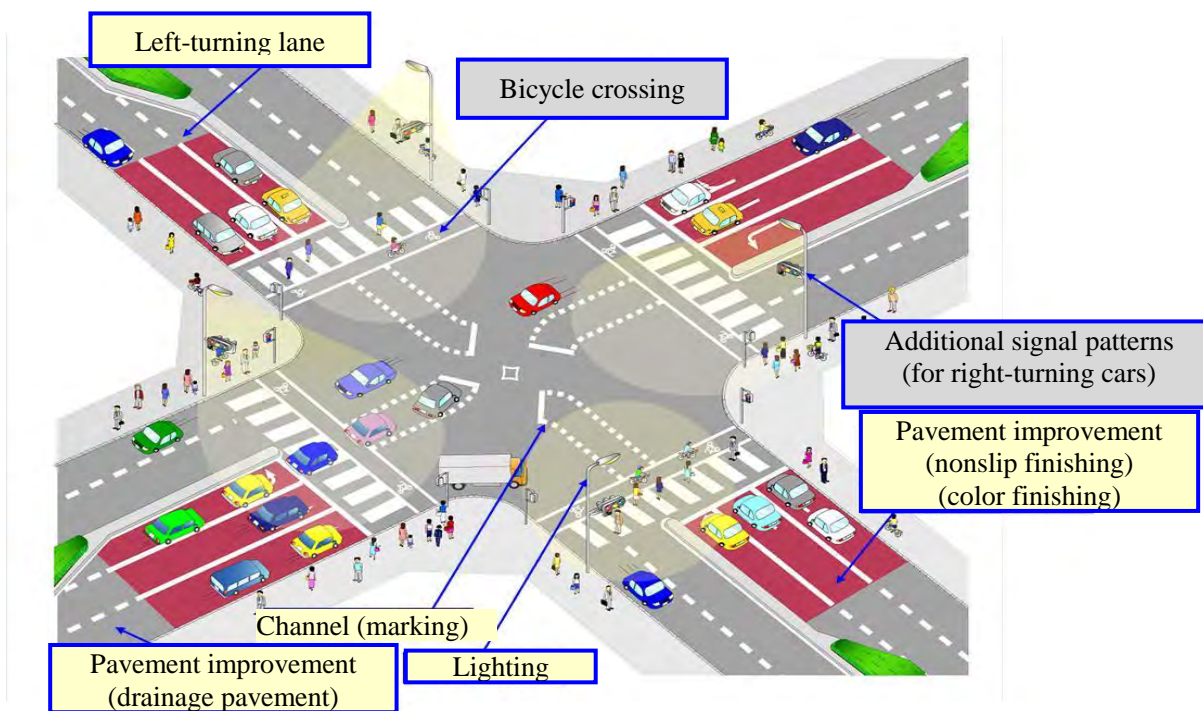 Left-turning lane
Bicycle crossing
Additional signal patterns
(for right-turning cars)
Pavement improvement
(nonslip finishing)
(color finishing)
Channel (marking)
Lighting
Pavement improvement
(drainage pavement)